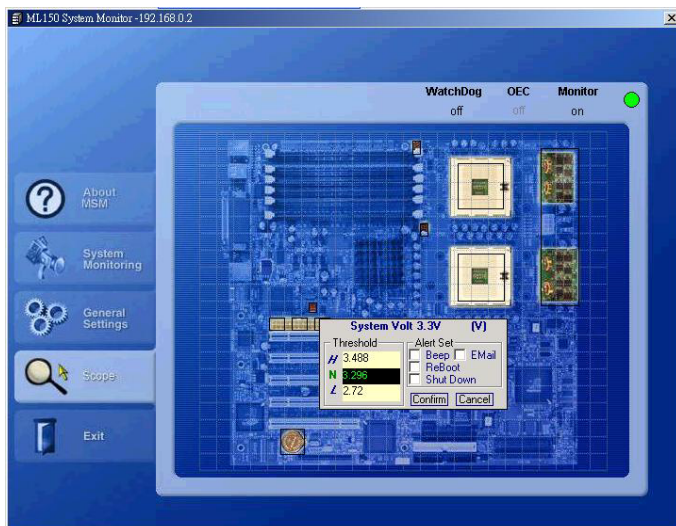 ML150 System Monitor -192.168.0.2
WatchDog OEC Monitor
off off on
About
MSM
System
Monitoring
General
Settings
Scope
Exit
System Volt 3.3V (V)
Threshold
H 3.488
N 3.296
L 2.72
Alert Set
Beep EMail
ReBoot
Shut Down
Confirm Cancel